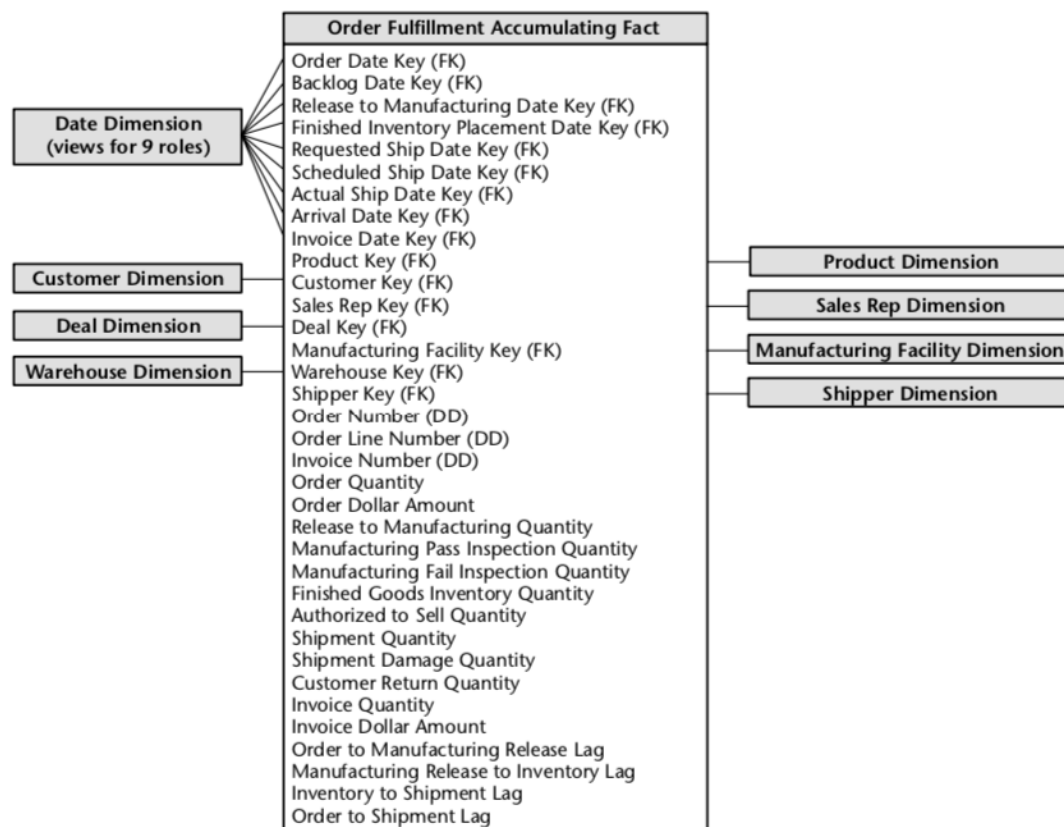 Order Fulfillment Accumulating Fact
Order Date Key (FK)
Backlog Date Key (FK)
Release to Manufacturing Date Key (FK)
Finished Inventory Placement Date Key (FK)
Requested Ship Date Key (FK)
Scheduled Ship Date Key (FK)
Actual Ship Date Key (FK)
Arrival Date Key (FK)
Invoice Date Key (FK)
Product Key (FK)
Customer Key (FK)
Sales Rep Key (FK)
Deal Key (FK)
Manufacturing Facility Key (FK)
Warehouse Key (FK)
Shipper Key (FK)
Order Number (DD)
Order Line Number (DD)
Invoice Number (DD)
Order Quantity
Order Dollar Amount
Release to Manufacturing Quantity
Manufacturing Pass Inspection Quantity
Manufacturing Fail Inspection Quantity
Finished Goods Inventory Quantity
Authorized to Sell Quantity
Shipment Quantity
Shipment Damage Quantity
Customer Return Quantity
Invoice Quantity
Invoice Dollar Amount
Order to Manufacturing Release Lag
Manufacturing Release to Inventory Lag
Inventory to Shipment Lag
Order to Shipment Lag
Date Dimension
(views for 9 roles)
Customer Dimension
Deal Dimension
Warehouse Dimension
Product Dimension
Sales Rep Dimension
Manufacturing Facility Dimension
Shipper Dimension